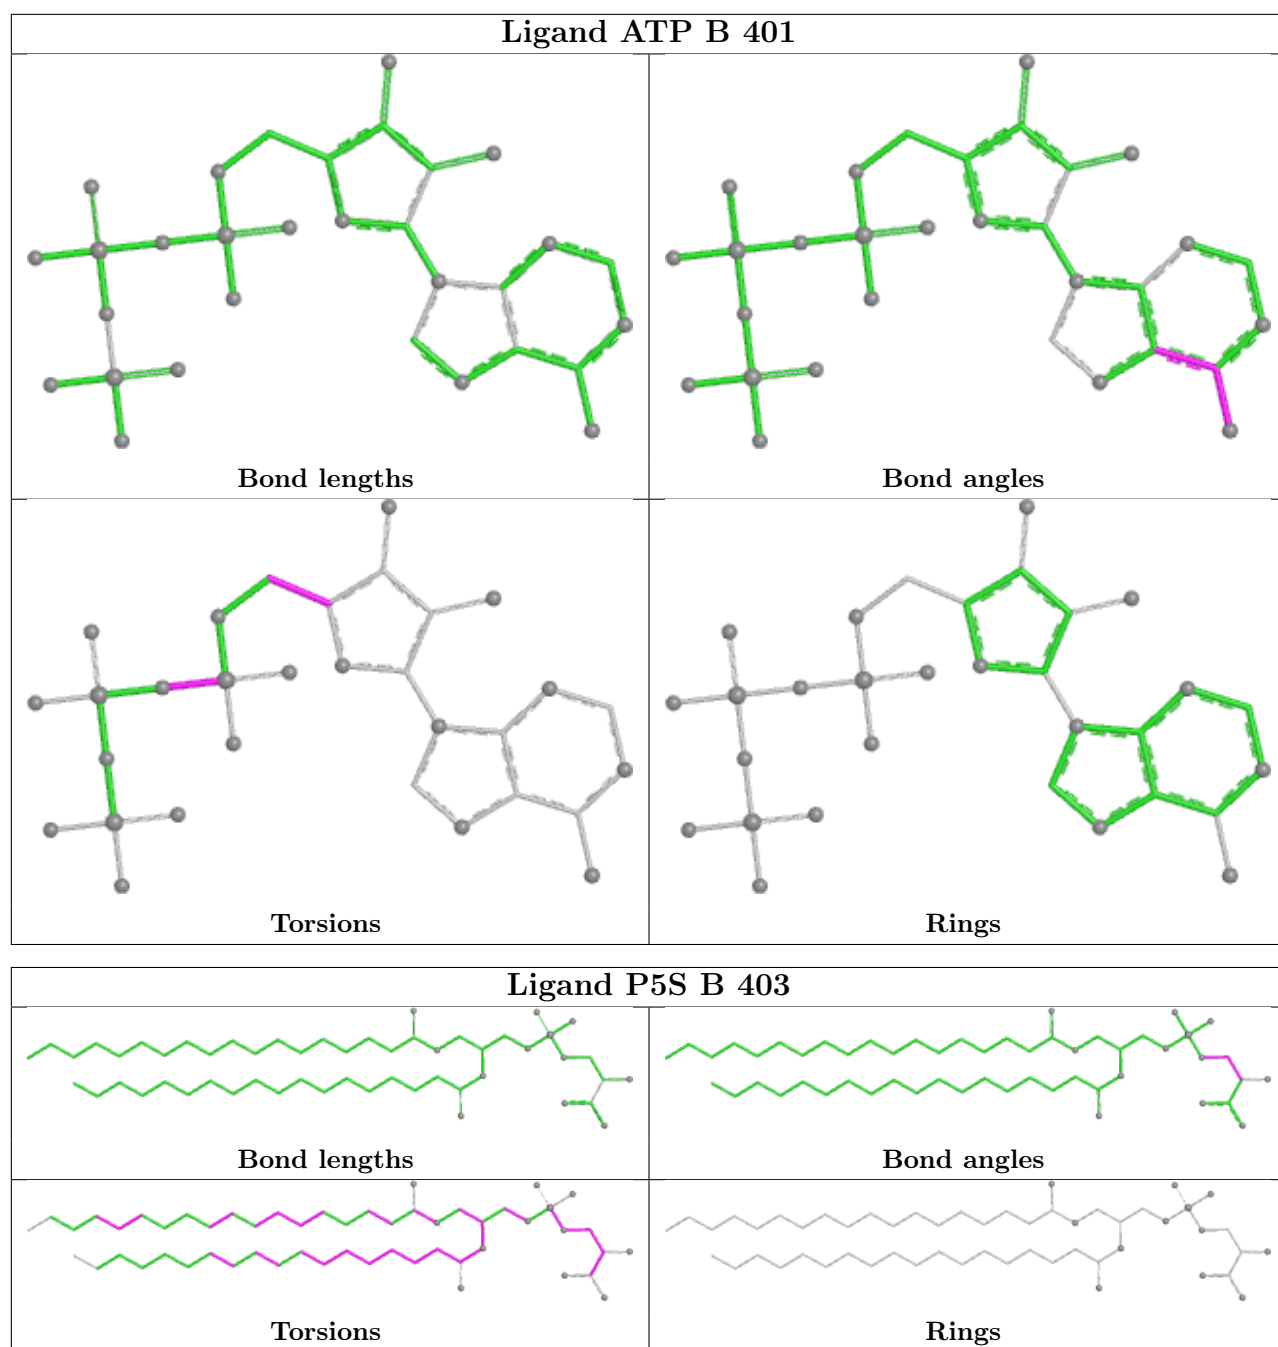 Ligand ATP B 401
Bond lengths
Bond angles
Torsions
Rings
Ligand P5S B 403
Bond lengths
Bond angles
Torsions
Rings